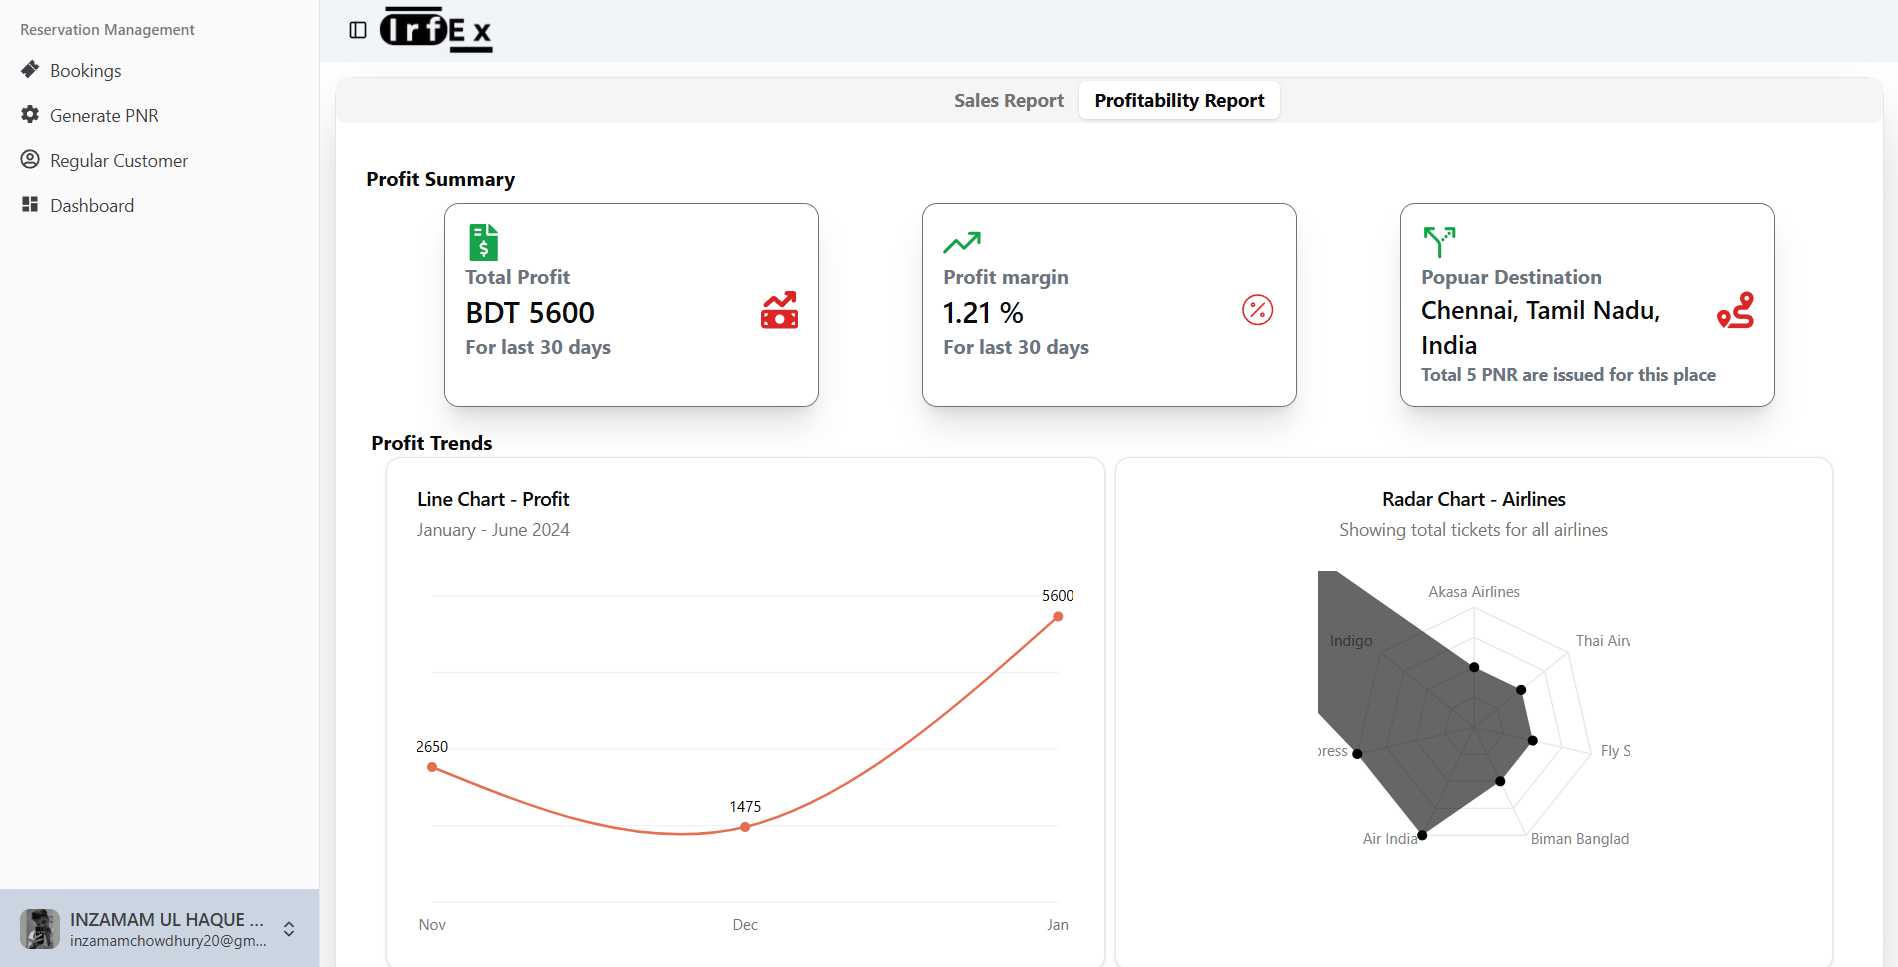 Reservation Management
Bookings
Generate PNR
Regular Customer
Dashboard
INZAMAM UL HAQUE ...
inzamamchowdhury20@gm...
IrfEx
Sales Report
Profitability Report
Profit Summary
Total Profit
BDT 5600
For last 30 days
Profit margin
1.21 %
For last 30 days
Popuar Destination
Chennai, Tamil Nadu,
India
Total 5 PNR are issued for this place
Profit Trends
Line Chart - Profit
January - June 2024
5600
2650
1475
Nov
Dec
Jan
Radar Chart - Airlines
Showing total tickets for all airlines
Akasa Airlines
Indigo
Thai Air
press
Fly S
Air India
Biman Banglad